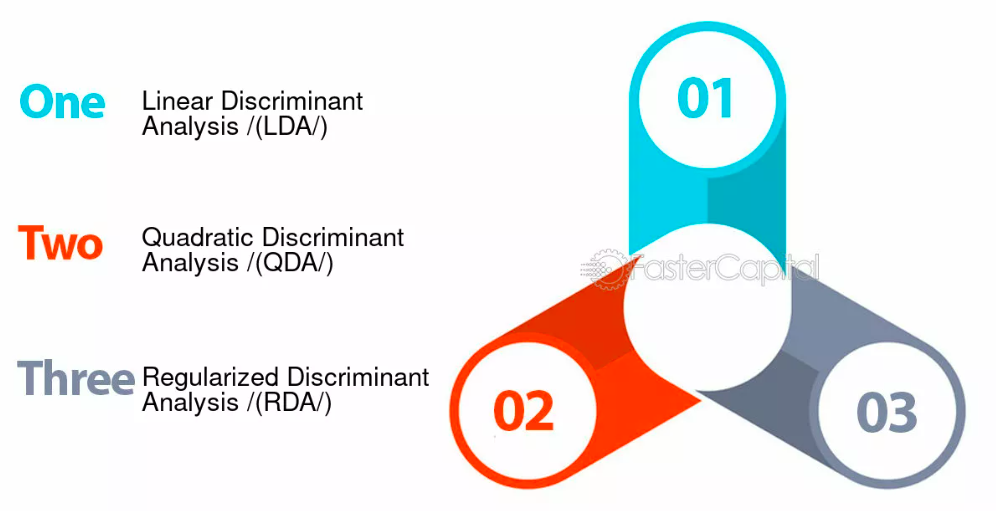 One
Linear Discriminant
Analysis /(LDA/)
Two
Quadratic Discriminant
Analysis /(QDA/)
Three
Regularized Discriminant
Analysis /(RDA/)
01
FasterCapital
02
03